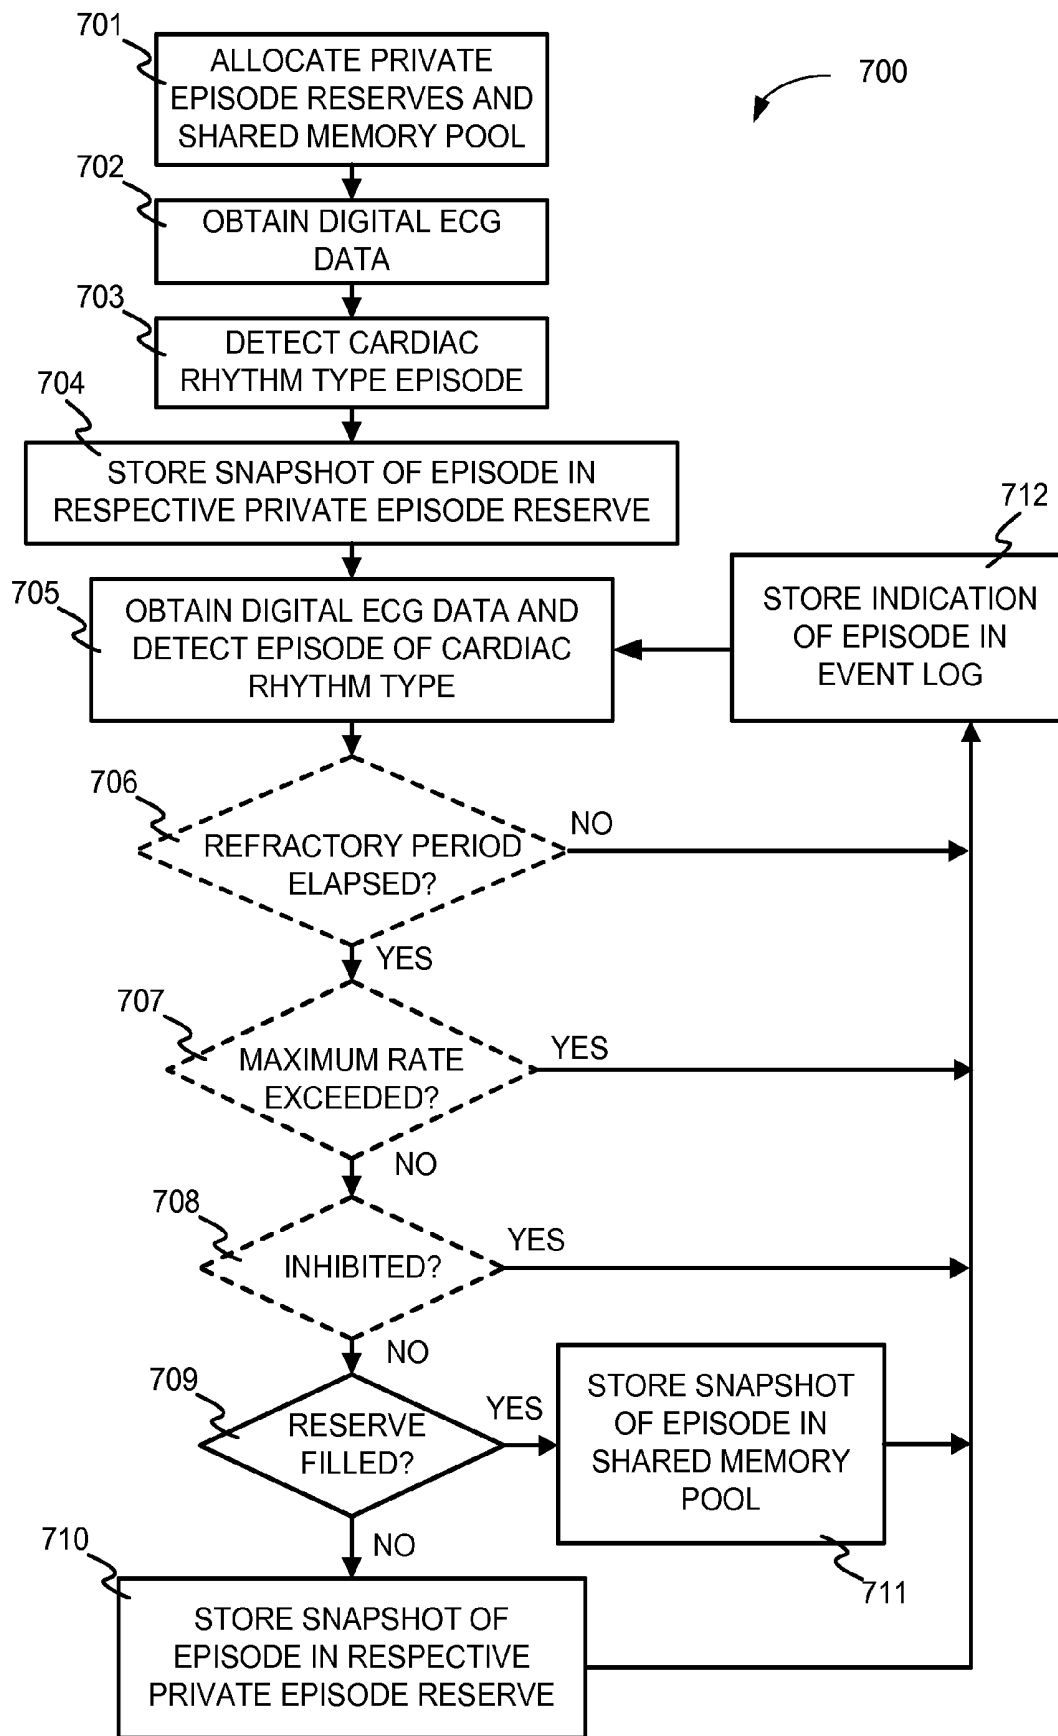 701
ALLOCATE PRIVATE
EPISODE RESERVES AND
SHARED MEMORY POOL
700
702
OBTAIN DIGITAL ECG
DATA
703
DETECT CARDIAC
RHYTHM TYPE EPISODE
704
STORE SNAPSHOT OF EPISODE IN
RESPECTIVE PRIVATE EPISODE RESERVE
712
STORE INDICATION
OF EPISODE IN
EVENT LOG
705
OBTAIN DIGITAL ECG DATA AND
DETECT EPISODE OF CARDIAC
RHYTHM TYPE
706
REFRACTORY PERIOD
ELAPSED?
NO
YES
707
MAXIMUM RATE
EXCEEDED?
YES
NO
708
INHIBITED?
YES
NO
709
RESERVE
FILLED?
YES
STORE SNAPSHOT
OF EPISODE IN
SHARED MEMORY
POOL
711
NO
710
STORE SNAPSHOT OF
EPISODE IN RESPECTIVE
PRIVATE EPISODE RESERVE